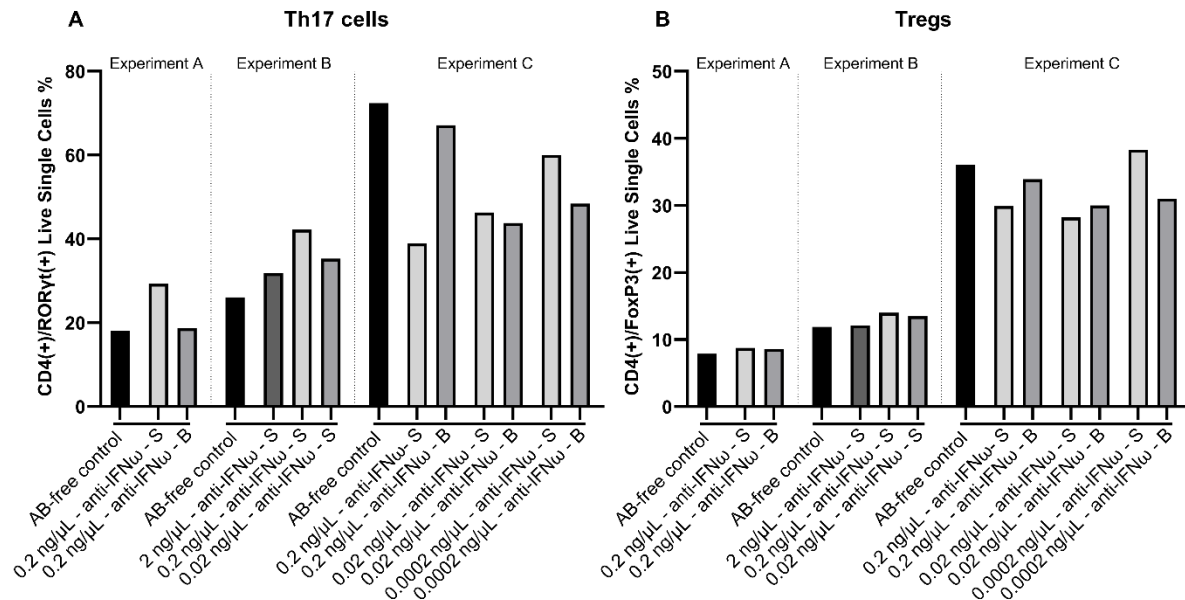 A
Th17 cells
Experiment A
Experiment B
Experiment C
CD4(+)/RORγt(+) Live Single Cells %
80
60
40
20
0
AB-free control
0.2 ng/µL - anti-IFNω - S
0.2 ng/µL - anti-IFNω - B
AB-free control
2 ng/µL - anti-IFNω - S
0.2 ng/µL - anti-IFNω - S
0.02 ng/µL - anti-IFNω - S
AB-free control
0.2 ng/µL - anti-IFNω - S
0.2 ng/µL - anti-IFNω - B
0.02 ng/µL - anti-IFNω - S
0.02 ng/µL - anti-IFNω - B
0.0002 ng/µL - anti-IFNω - S
0.0002 ng/µL - anti-IFNω - B
B
Tregs
Experiment A
Experiment B
Experiment C
CD4(+)/FoxP3(+) Live Single Cells %
50
40
30
20
10
0
AB-free control
0.2 ng/µL - anti-IFNω - S
0.2 ng/µL - anti-IFNω - B
AB-free control
2 ng/µL - anti-IFNω - S
0.2 ng/µL - anti-IFNω - S
0.02 ng/µL - anti-IFNω - S
AB-free control
0.2 ng/µL - anti-IFNω - S
0.2 ng/µL - anti-IFNω - B
0.02 ng/µL - anti-IFNω - S
0.02 ng/µL - anti-IFNω - B
0.0002 ng/µL - anti-IFNω - S
0.0002 ng/µL - anti-IFNω - B